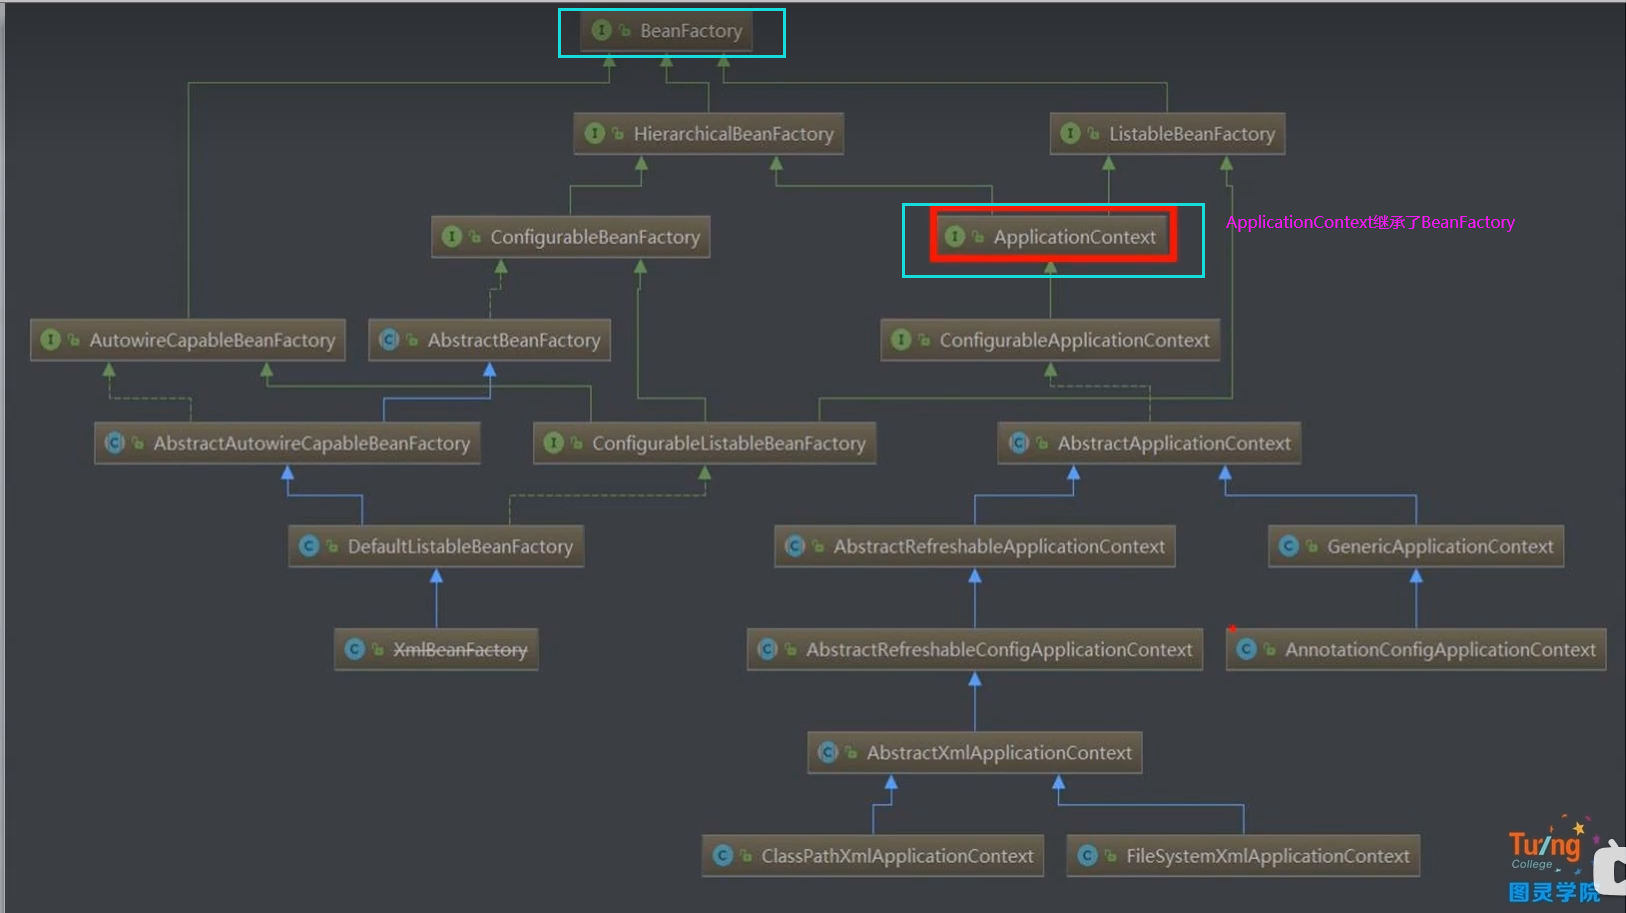 BeanFactory
HierarchicalBeanFactory
ListableBeanFactory
ConfigurableBeanFactory
ApplicationContext
ApplicationContext继承了BeanFactory
AutowireCapableBeanFactory
AbstractBeanFactory
ConfigurableApplicationContext
AbstractAutowireCapableBeanFactory
ConfigurableListableBeanFactory
AbstractApplicationContext
DefaultListableBeanFactory
AbstractRefreshableApplicationContext
GenericApplicationContext
XmlBeanFactory
AbstractRefreshableConfigApplicationContext
AnnotationConfigApplicationContext
AbstractXmlApplicationContext
ClassPathXmlApplicationContext
FileSystemXmlApplicationContext
Turing
College
图灵学院